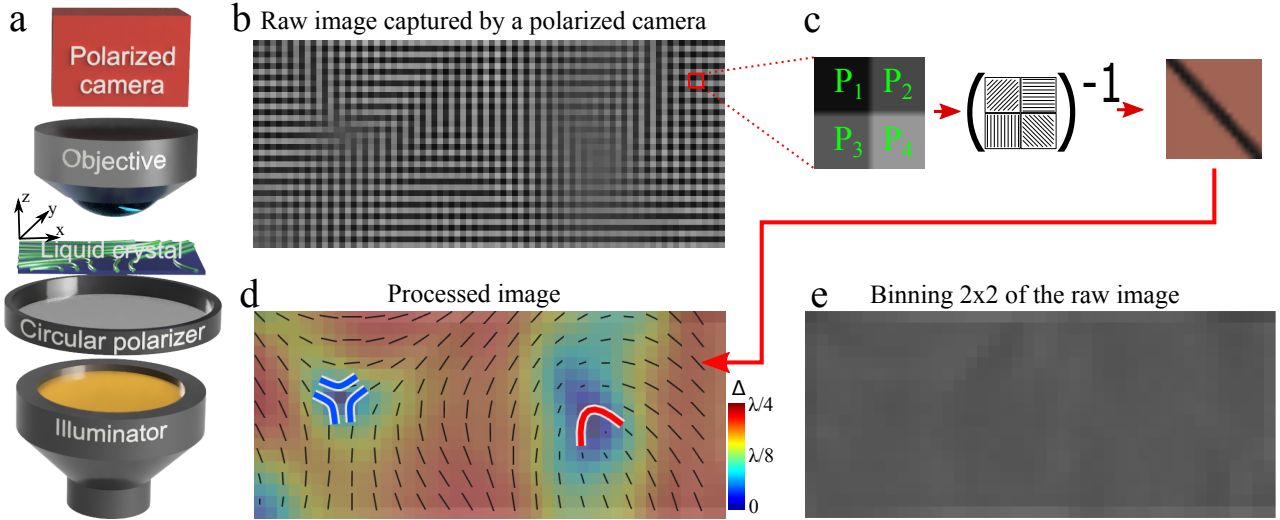 a
Polarized
camera
Objective
z
y
x
Liquid crystal
Circular polarizer
Illuminator
b Raw image captured by a polarized camera
c
P1 P2
P3 P4
( )-1
d Processed image
Δ
λ/4
λ/8
0
e Binning 2x2 of the raw image